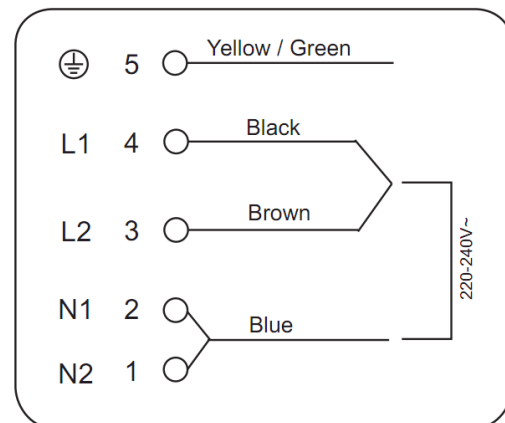 5 Yellow / Green
L1 4 Black
L2 3 Brown
N1 2
Blue
N2 1
220-240V~